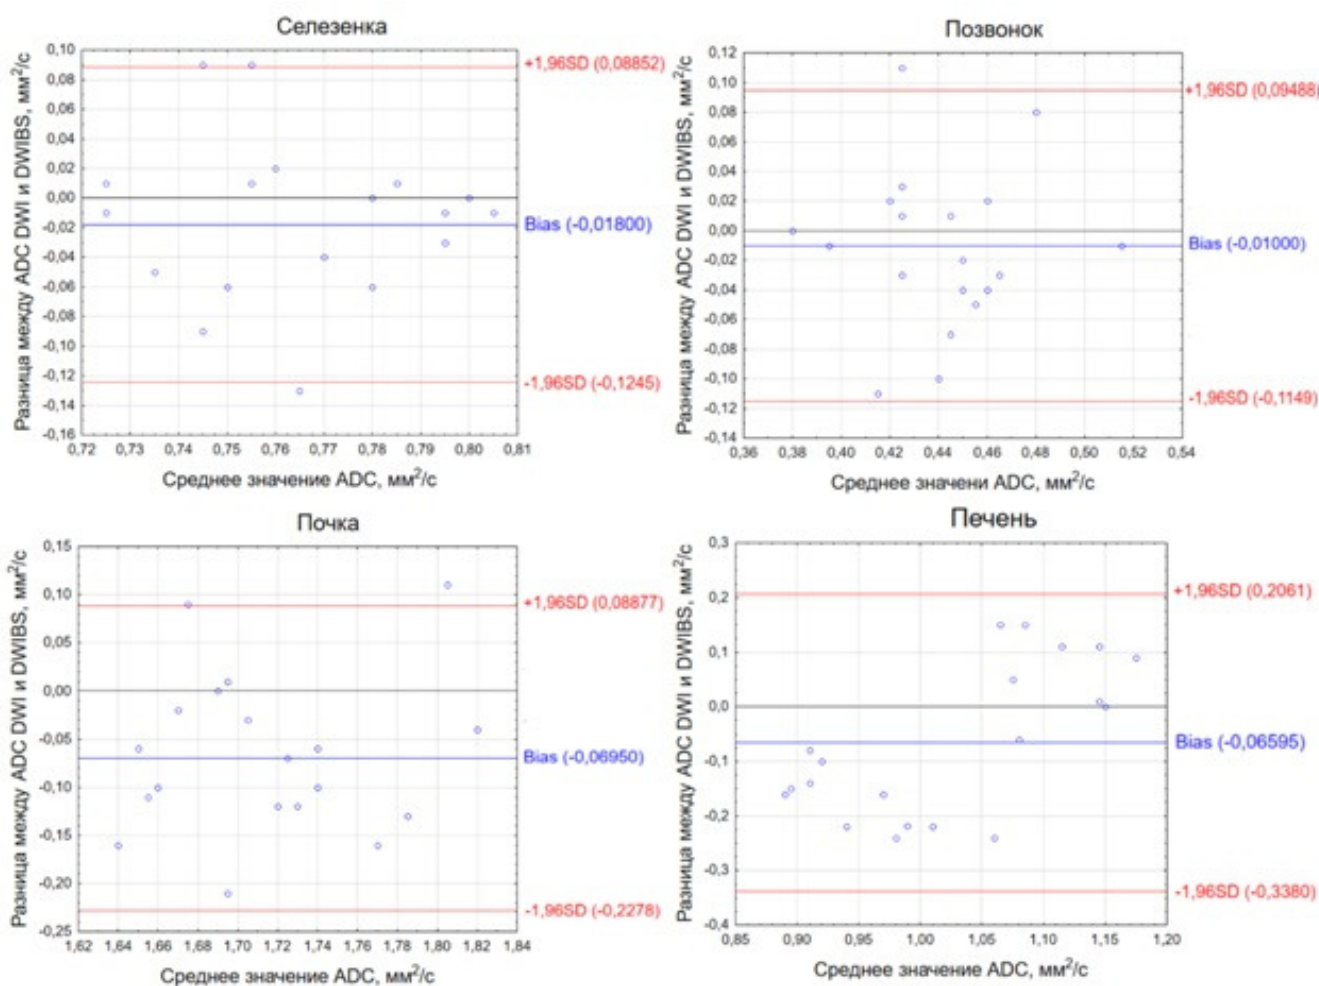 Селезенка
Разница между ADC DWI и DWIBS, мм²/с
0,10
0,08
0,06
0,04
0,02
0,00
-0,02
-0,04
-0,06
-0,08
-0,10
-0,12
-0,14
-0,16
+1,96SD (0,08852)
Bias (-0,01800)
-1,96SD (-0,1245)
0,72 0,73 0,74 0,75 0,76 0,77 0,78 0,79 0,80 0,81
Среднее значение ADC, мм²/с
Позвонок
Разница между ADC DWI и DWIBS, мм²/с
0,12
0,10
0,08
0,06
0,04
0,02
0,00
-0,02
-0,04
-0,06
-0,08
-0,10
-0,12
-0,14
+1,96SD (0,09488)
Bias (-0,01000)
-1,96SD (-0,1149)
0,36 0,38 0,40 0,42 0,44 0,46 0,48 0,50 0,52 0,54
Среднее значени ADC, мм²/с
Почка
Разница между ADC DWI и DWIBS, мм²/с
0,15
0,10
0,05
0,00
-0,05
-0,10
-0,15
-0,20
-0,25
+1,96SD (0,08877)
Bias (-0,06950)
-1,96SD (-0,2278)
1,62 1,64 1,66 1,68 1,70 1,72 1,74 1,76 1,78 1,80 1,82 1,84
Среднее значение ADC, мм²/с
Печень
Разница между ADC DWI и DWIBS, мм²/с
0,3
0,2
0,1
0,0
-0,1
-0,2
-0,3
-0,4
+1,96SD (0,2061)
Bias (-0,06595)
-1,96SD (-0,3380)
0,85 0,90 0,95 1,00 1,05 1,10 1,15 1,20
Среднее значение ADC, мм²/с